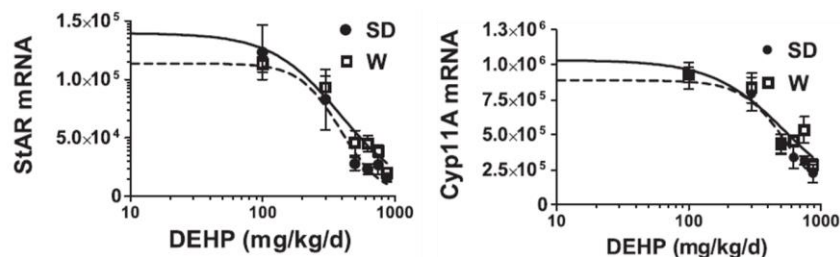 StAR mRNA
1.5×10⁵
1.0×10⁵
5.0×10⁴
0
10
100
1000
DEHP (mg/kg/d)
SD
W
Cyp11A mRNA
1.3×10⁶
1.0×10⁶
7.5×10⁵
5.0×10⁵
2.5×10⁵
0
10
100
1000
DEHP (mg/kg/d)
SD
W